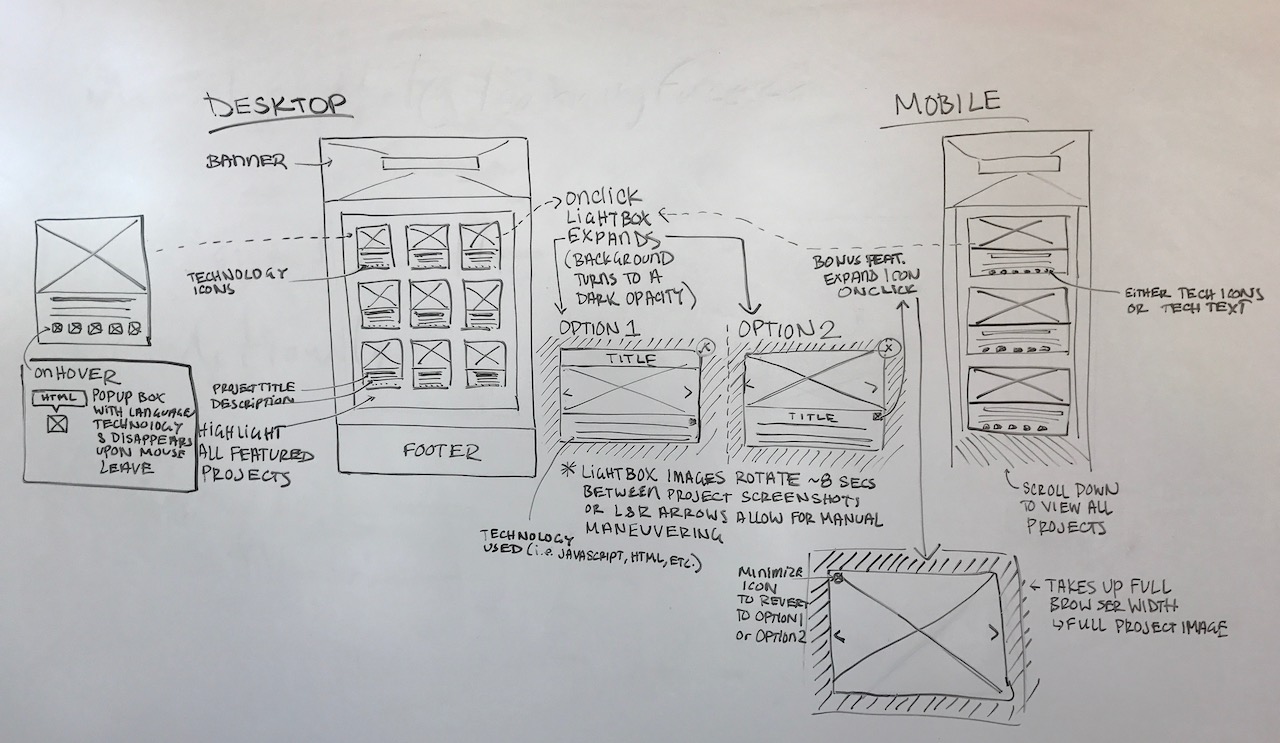 DESKTOP
MOBILE
BANNER
ONCLICK
LIGHTBOX
EXPANDS
(BACKGROUND
TURNS TO A
DARK OPACITY)
TECHNOLOGY
ICONS
BONUS FEAT.
EXPAND ICON
ONCLICK
EITHER TECH ICONS
OR TECH TEXT
OPTION 1
OPTION 2
X
X
TITLE
TITLE
ON HOVER
HTML
POPUP BOX
WITH LANGUAGE/
TECHNOLOGY
& DISAPPEARS
UPON MOUSE
LEAVE
PROJECT TITLE
DESCRIPTION
HIGHLIGHT
ALL FEATURED
PROJECTS
FOOTER
* LIGHTBOX IMAGES ROTATE ~8 SECS
BETWEEN PROJECT SCREENSHOTS
OR L&R ARROWS ALLOW FOR MANUAL
MANEUVERING
TECHNOLOGY
USED (i.e. JAVASCRIPT, HTML, ETC.)
SCROLL DOWN
TO VIEW ALL
PROJECTS
MINIMIZE
ICON
TO REVERT
TO OPTION 1
or OPTION 2
TAKES UP FULL
BROWSER WIDTH
↳ FULL PROJECT IMAGE